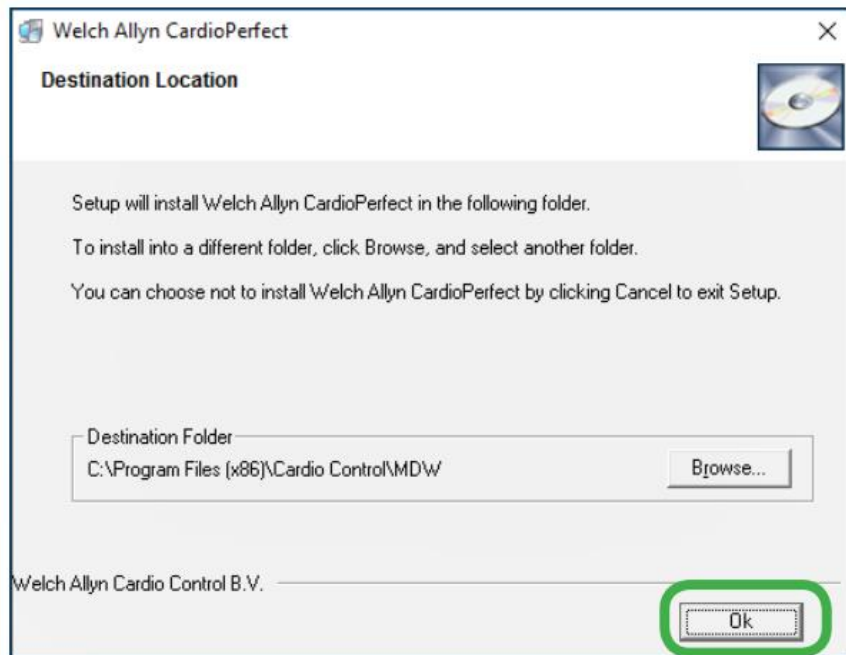 Welch Allyn CardioPerfect
Destination Location
Setup will install Welch Allyn CardioPerfect in the following folder.
To install into a different folder, click Browse, and select another folder.
You can choose not to install Welch Allyn CardioPerfect by clicking Cancel to exit Setup.
Destination Folder
C:\Program Files (x86)\Cardio Control\MDW
Browse...
Welch Allyn Cardio Control B.V.
Ok